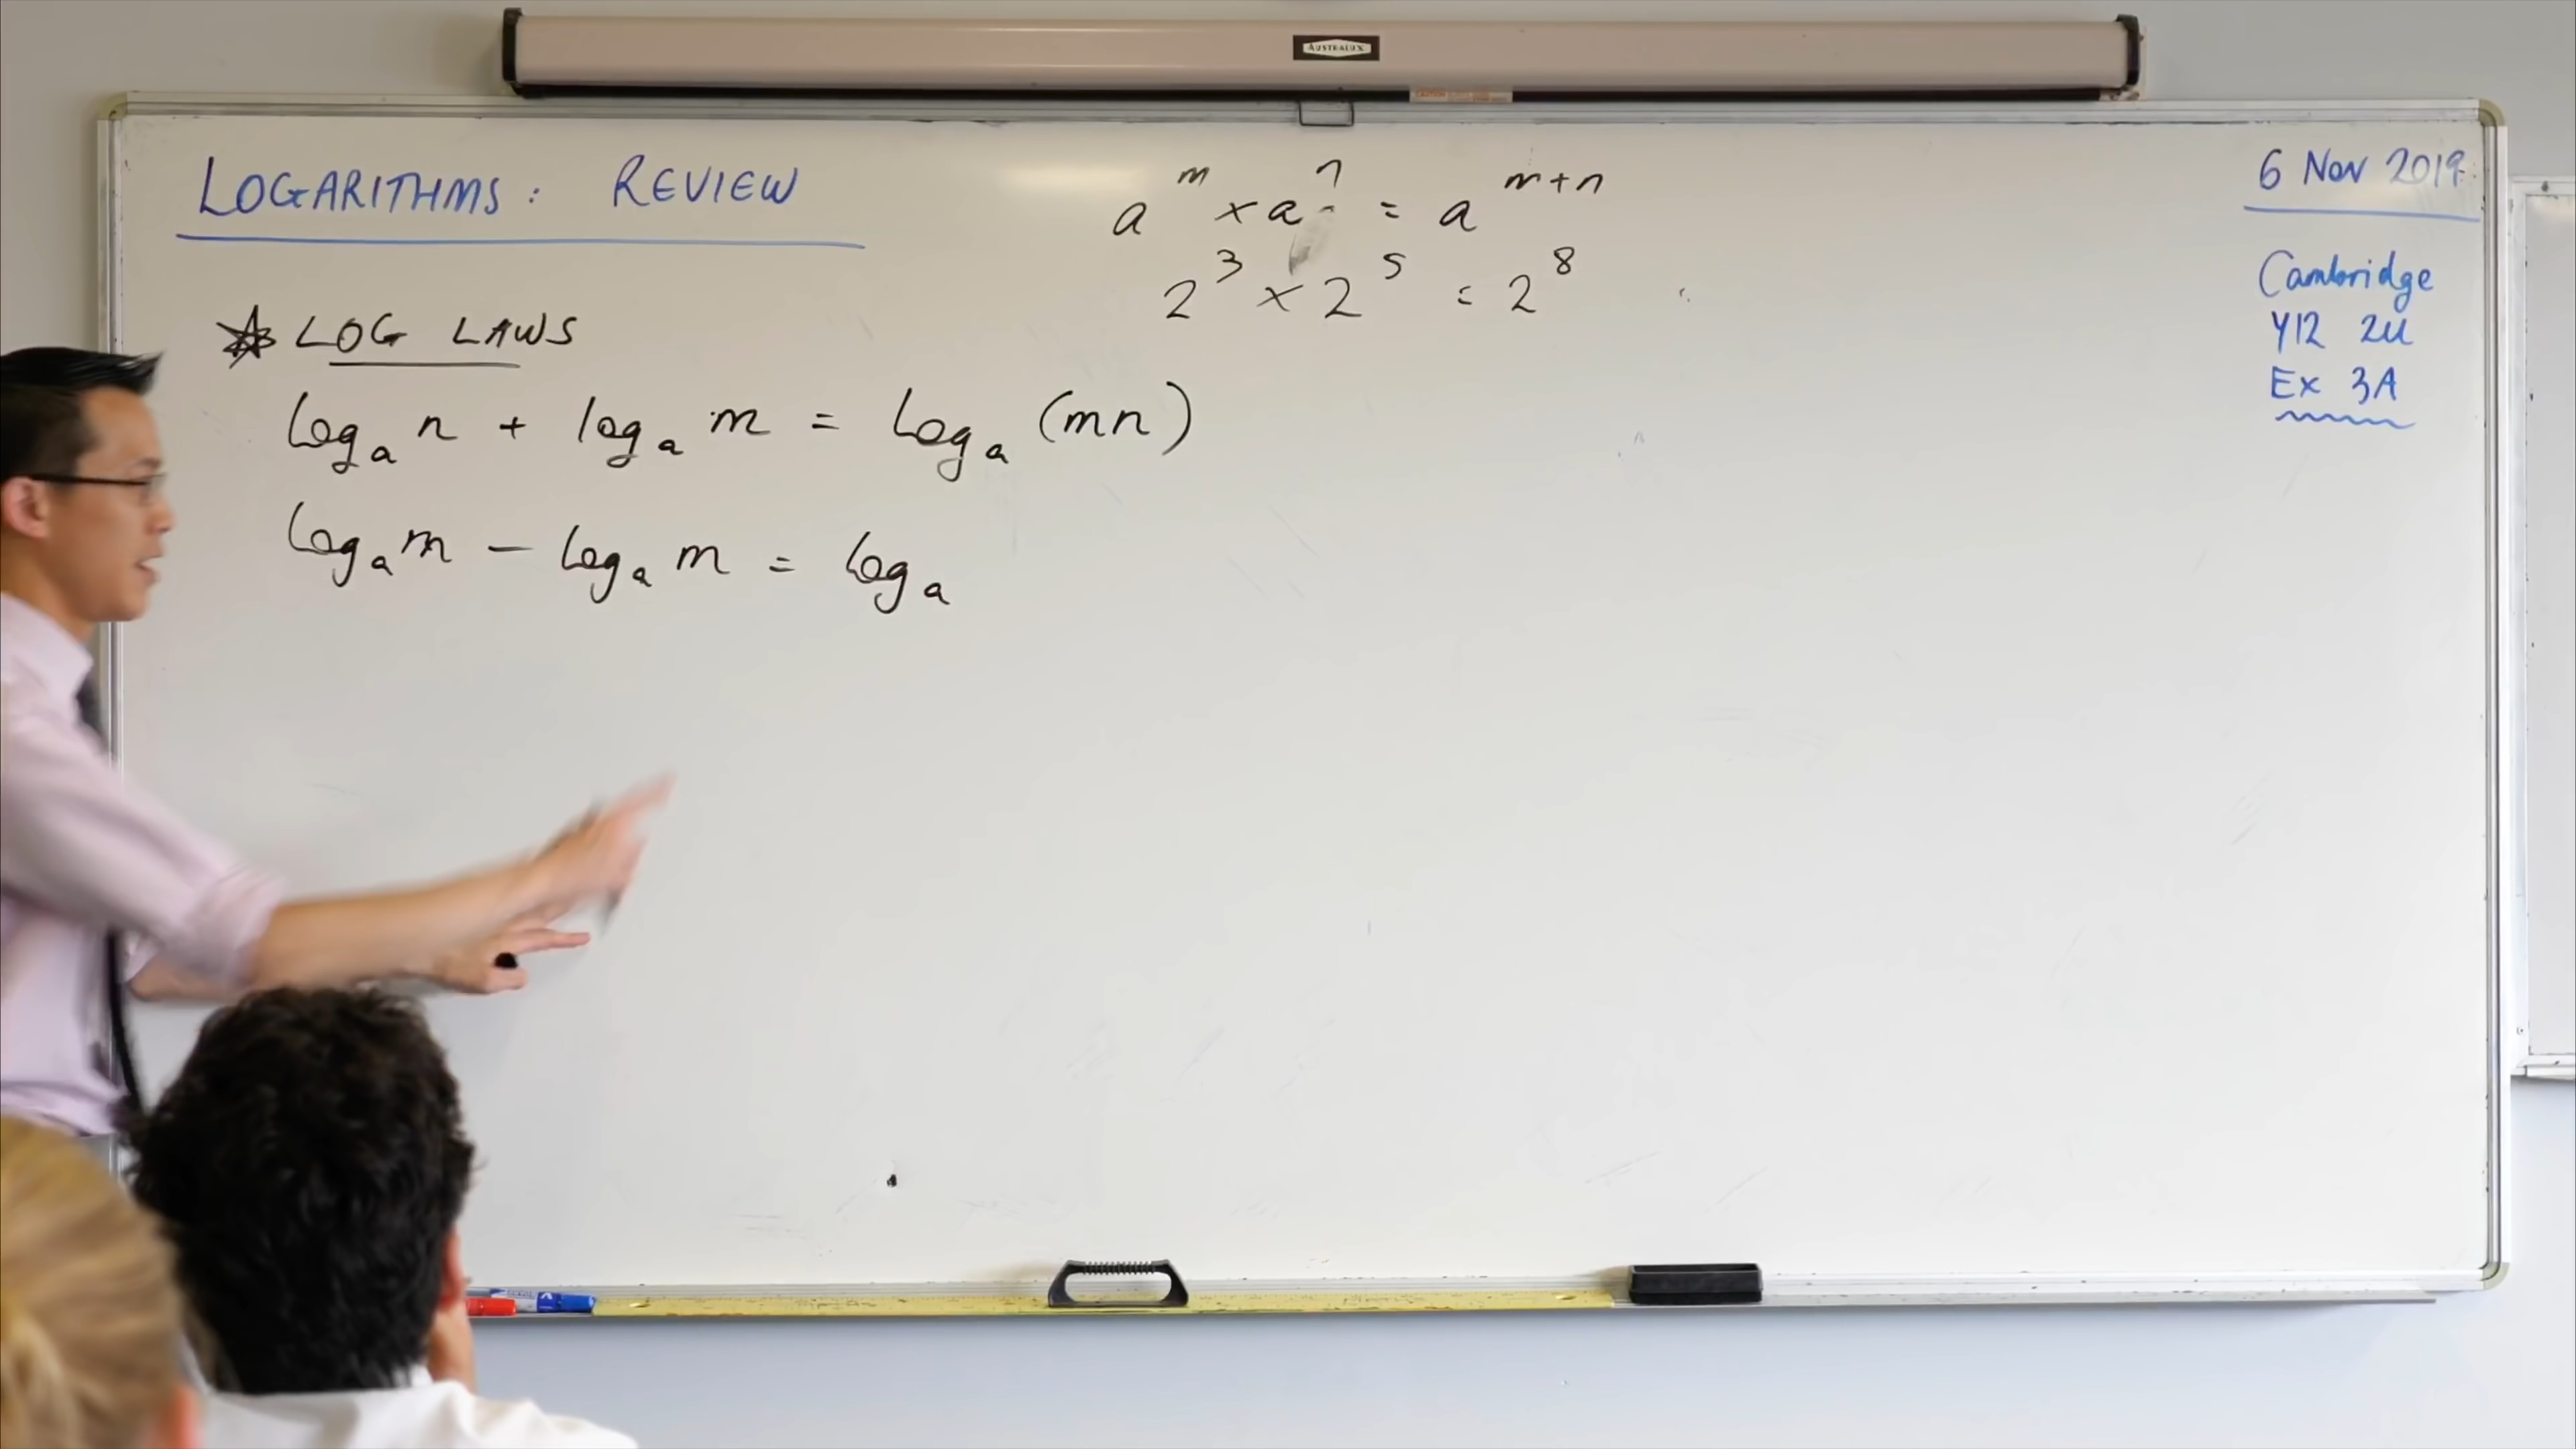 AUSTRALUX
LOGARITHMS: REVIEW
a^m × a^n = a^(m+n)
2^3 × 2^5 = 2^8
LOG LAWS
log_a n + log_a m = log_a (mn)
log_a m − log_a m = log_a
6 Nov 2019
Cambridge
Y12 2U
Ex 3A